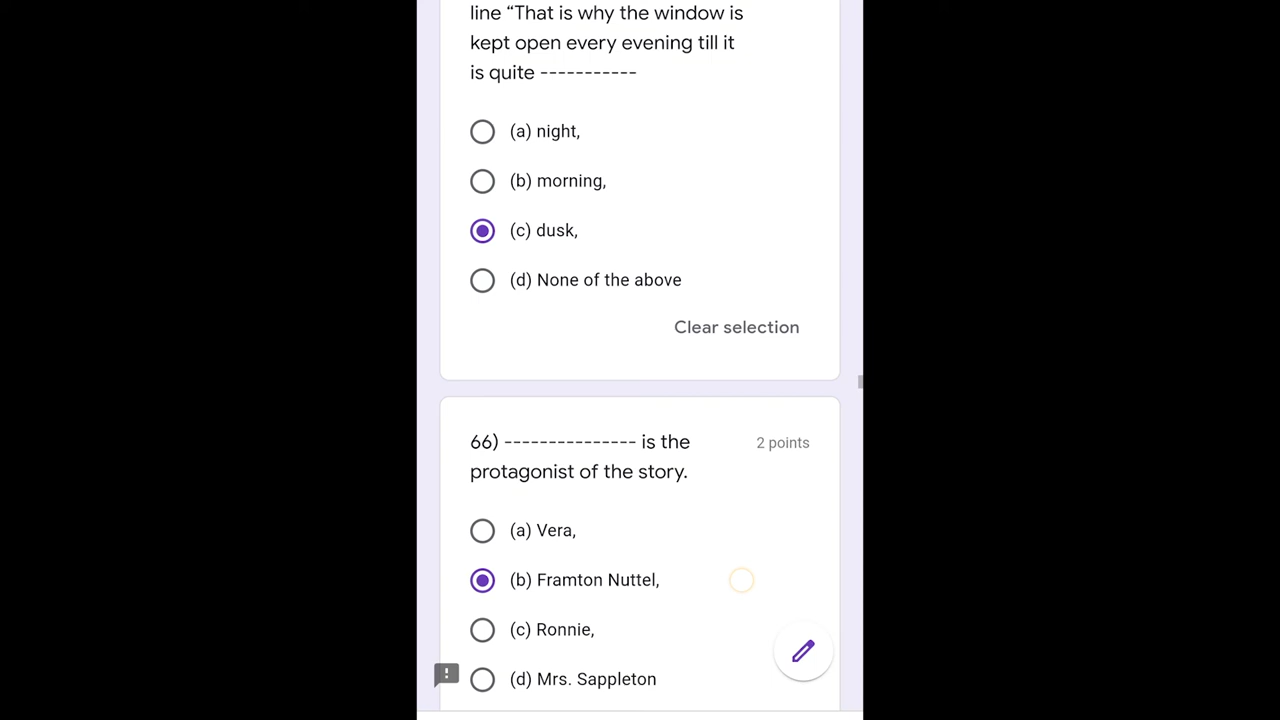 line “That is why the window is
kept open every evening till it
is quite -----------
(a) night,
(b) morning,
(c) dusk,
(d) None of the above
Clear selection
66) --------------- is the
protagonist of the story.
2 points
(a) Vera,
(b) Framton Nuttel,
(c) Ronnie,
(d) Mrs. Sappleton